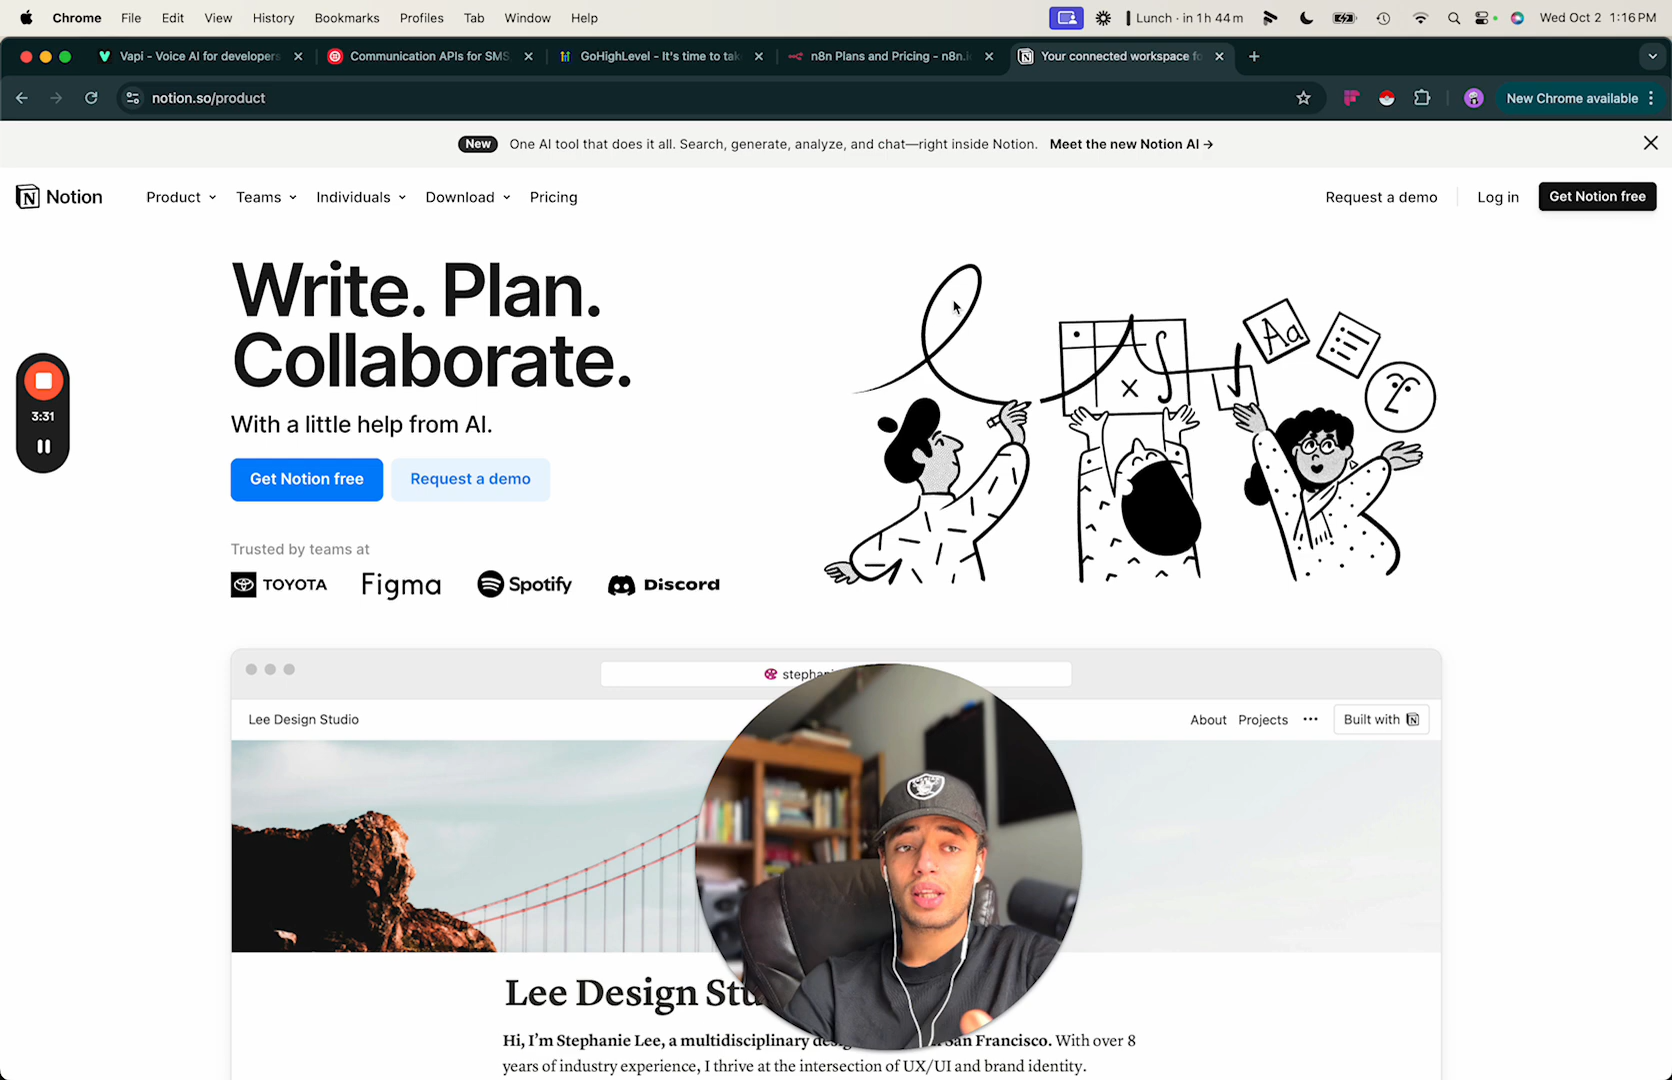 Chrome File Edit View History Bookmarks Profiles Tab Window Help Lunch · in 1h 44m Wed Oct 2 1:16PM
Vapi - Voice AI for developers Communication APIs for SMS, GoHighLevel - It's time to tak n8n Plans and Pricing - n8n.i Your connected workspace fo
notion.so/product New Chrome available
New One AI tool that does it all. Search, generate, analyze, and chat—right inside Notion. Meet the new Notion AI →
Notion Product Teams Individuals Download Pricing Request a demo Log in Get Notion free
Write. Plan.
Collaborate.
With a little help from AI.
Get Notion free Request a demo
Aa
3:31
Trusted by teams at
TOYOTA Figma Spotify Discord
Lee Design Studio About Projects ••• Built with
Lee Design Stu
Hi, I'm Stephanie Lee, a multidisciplinary San Francisco. With over 8
years of industry experience, I thrive at the intersection of UX/UI and brand identity.